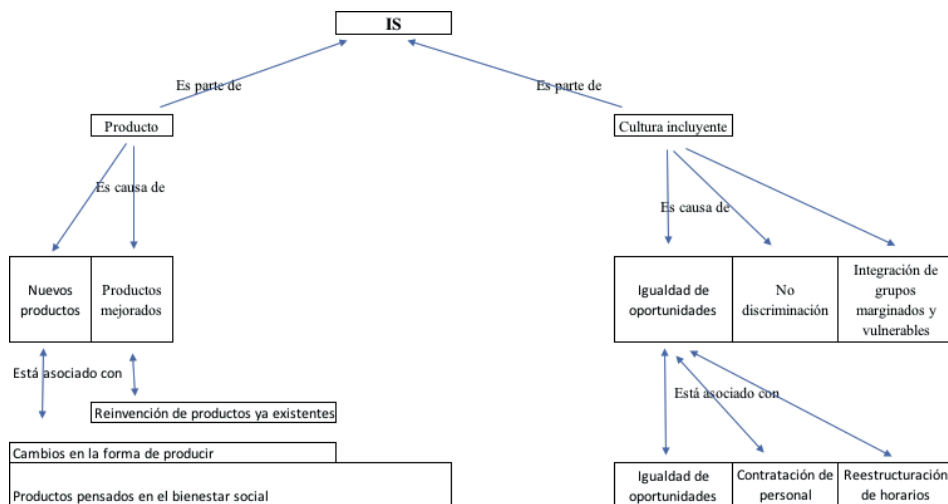 IS
Es parte de
Es parte de
Producto
Cultura incluyente
Es causa de
Es causa de
Nuevos
productos
Productos
mejorados
Igualdad de
oportunidades
No
discriminación
Integración de
grupos
marginados y
vulnerables
Está asociado con
Está asociado con
Reinvención de productos ya existentes
Cambios en la forma de producir
Productos pensados en el bienestar social
Igualdad de
oportunidades
Contratación de
personal
Reestructuración
de horarios